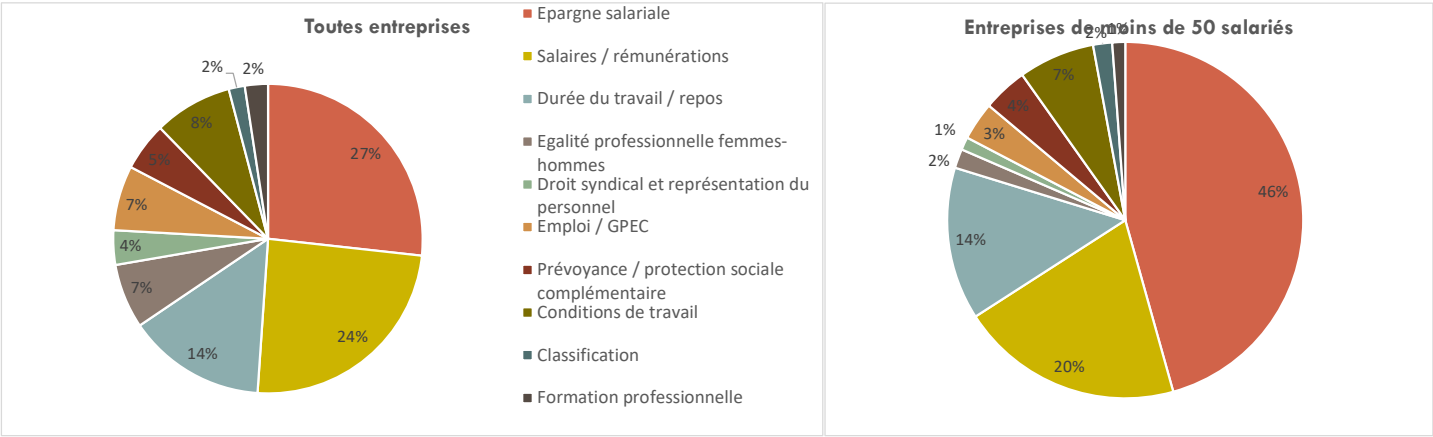 Toutes entreprises
2%
2%
8%
27%
5%
7%
4%
7%
24%
14%
Epargne salariale
Salaires / rémunérations
Durée du travail / repos
Egalité professionnelle femmes-
hommes
Droit syndical et représentation du
personnel
Emploi / GPEC
Prévoyance / protection sociale
complémentaire
Conditions de travail
Classification
Formation professionnelle
Entreprises de moins de 50 salariés
2%
1%
7%
4%
1%
3%
2%
46%
14%
20%